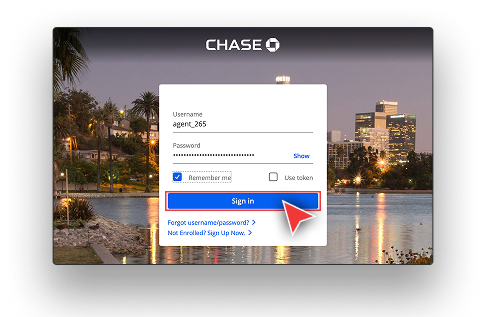 CHASE
Username
agent_265
Password
••••••••••••••••••••••••••••••
Show
Remember me
Use token
Sign in
Forgot username/password? >
Not Enrolled? Sign Up Now. >